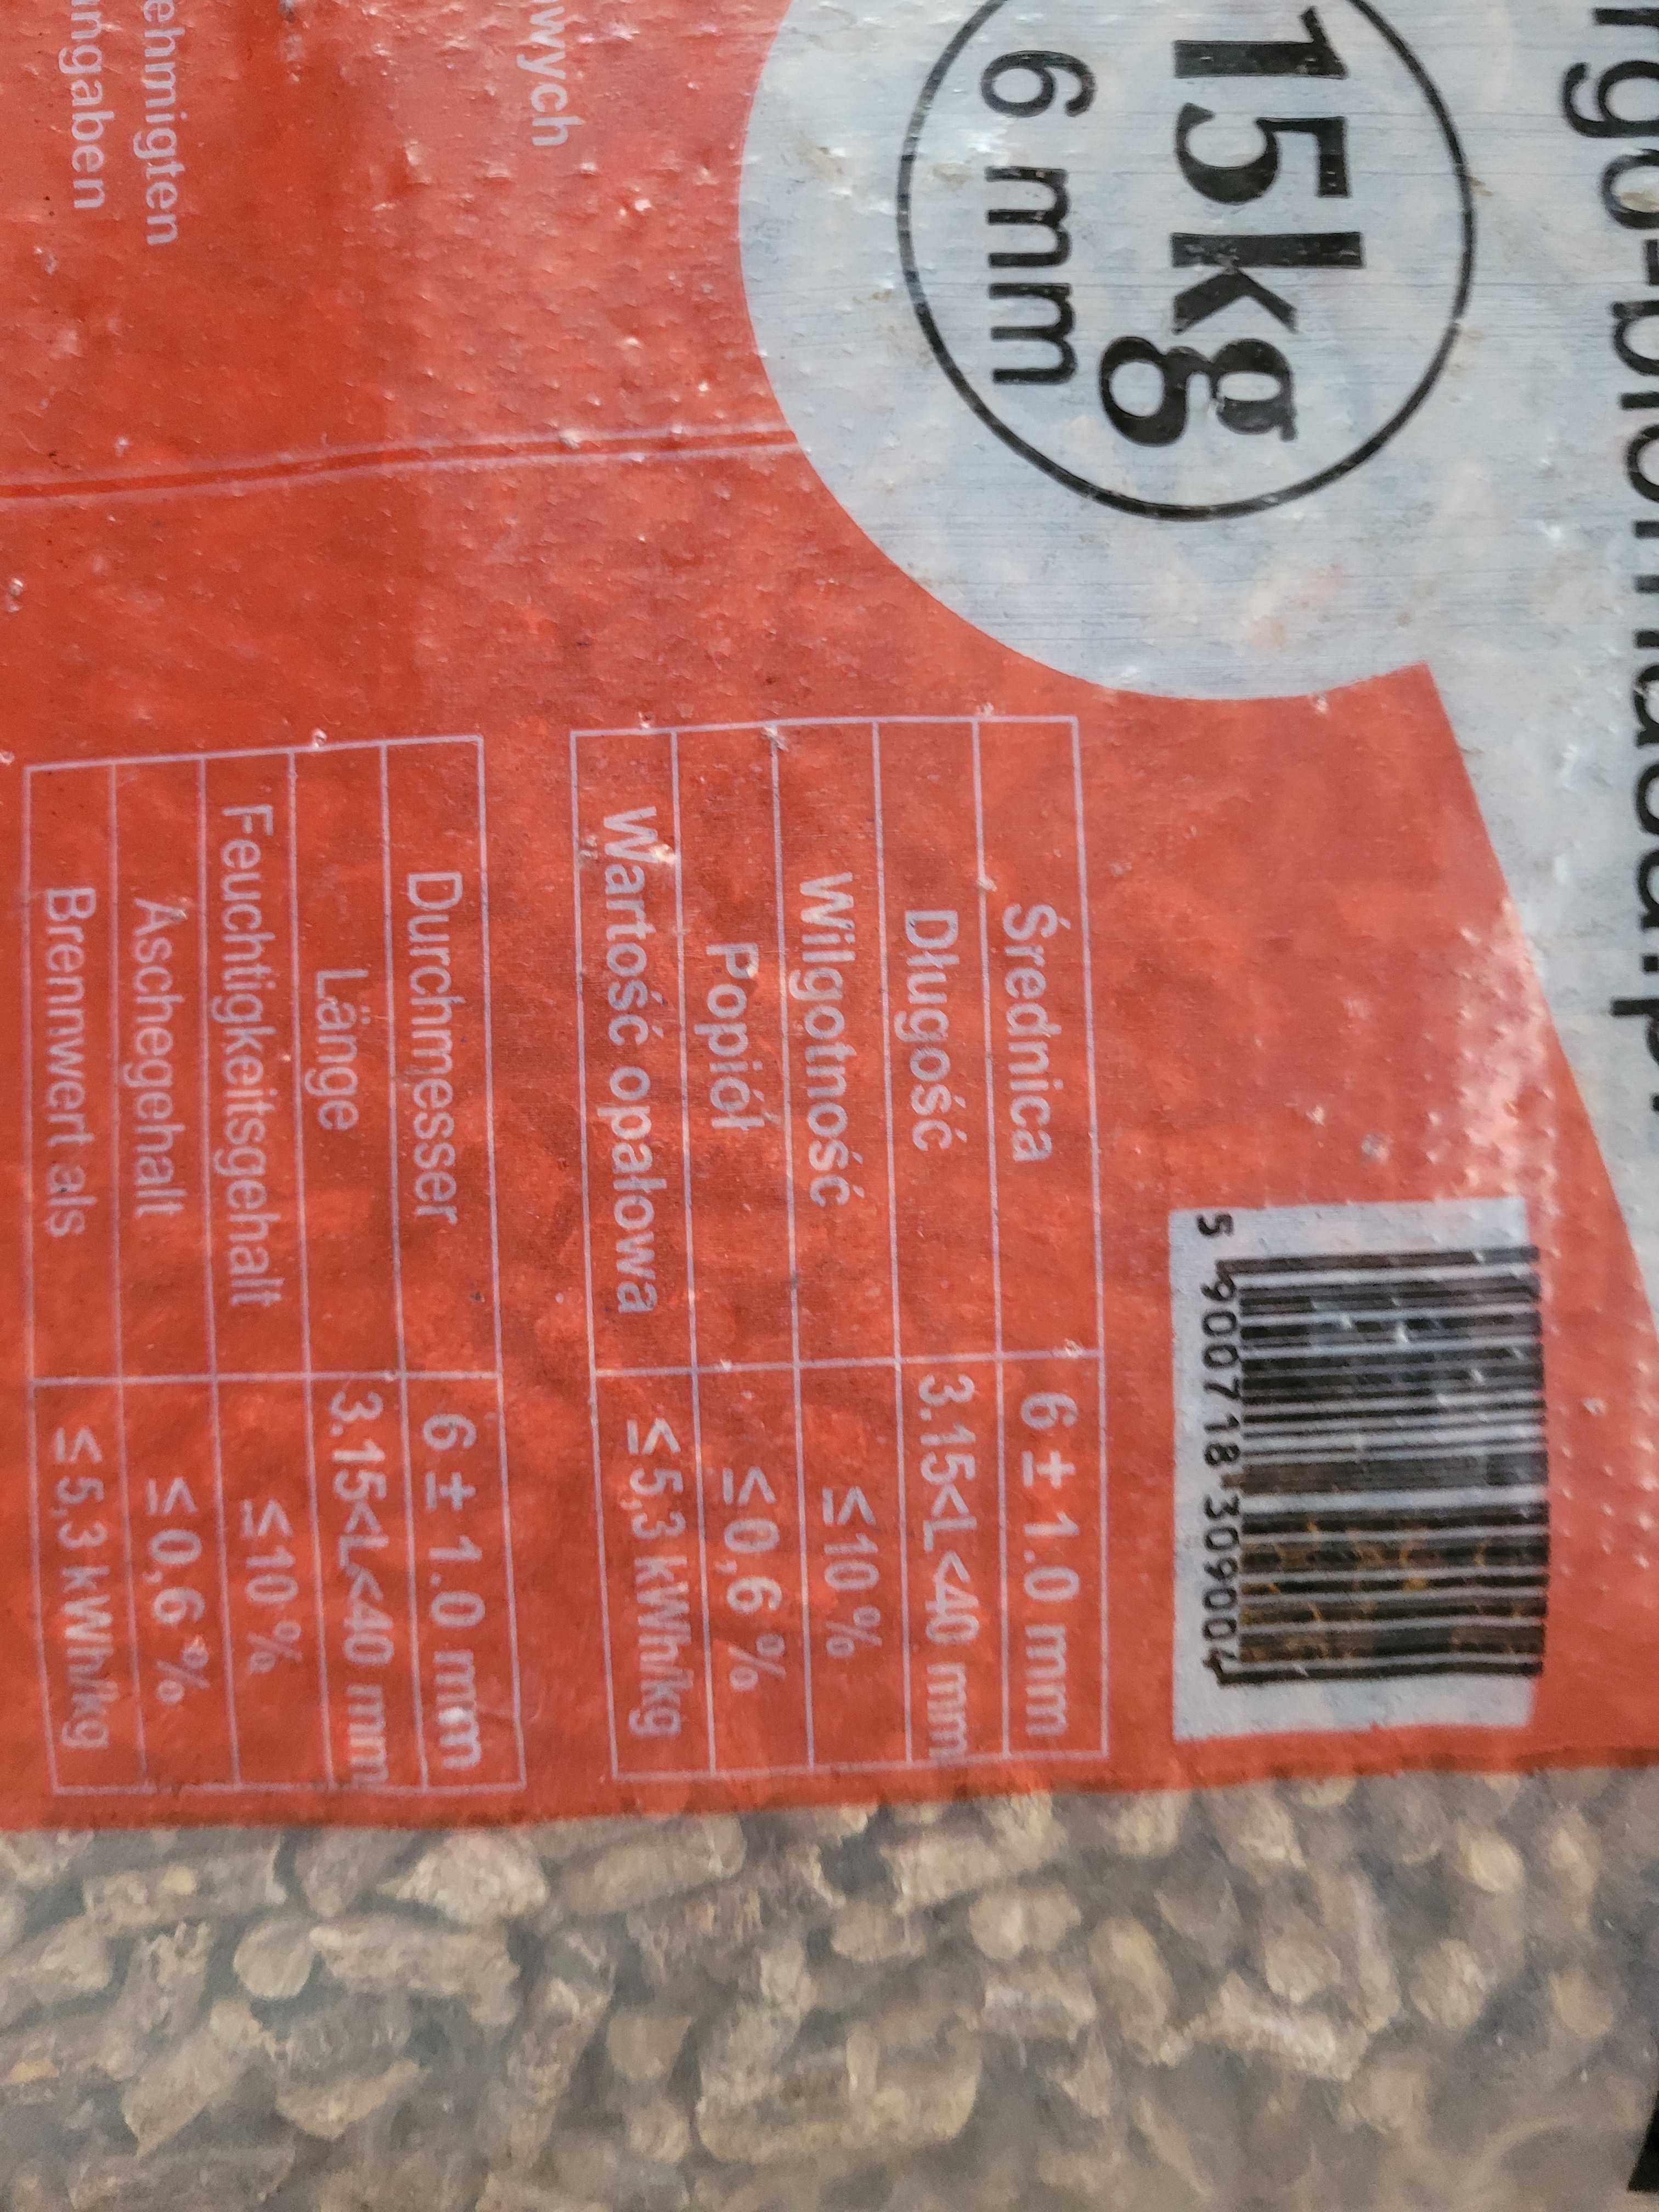 15kg
6 mm
8
wych
ehmigten
ngaben
5 900718 309004
Średnica 6 ± 1.0 mm
Długość 3.15<L<40 mm
Wilgotność ≤ 10 %
Popiół ≤ 0,6 %
Wartość opałowa ≤ 5,3 kWh/kg
Durchmesser 6 ± 1.0 mm
Länge 3.15<L<40 mm
Feuchtigkeitsgehalt ≤ 10 %
Aschegehalt ≤ 0,6 %
Brennwert als ≤ 5,3 kWh/kg